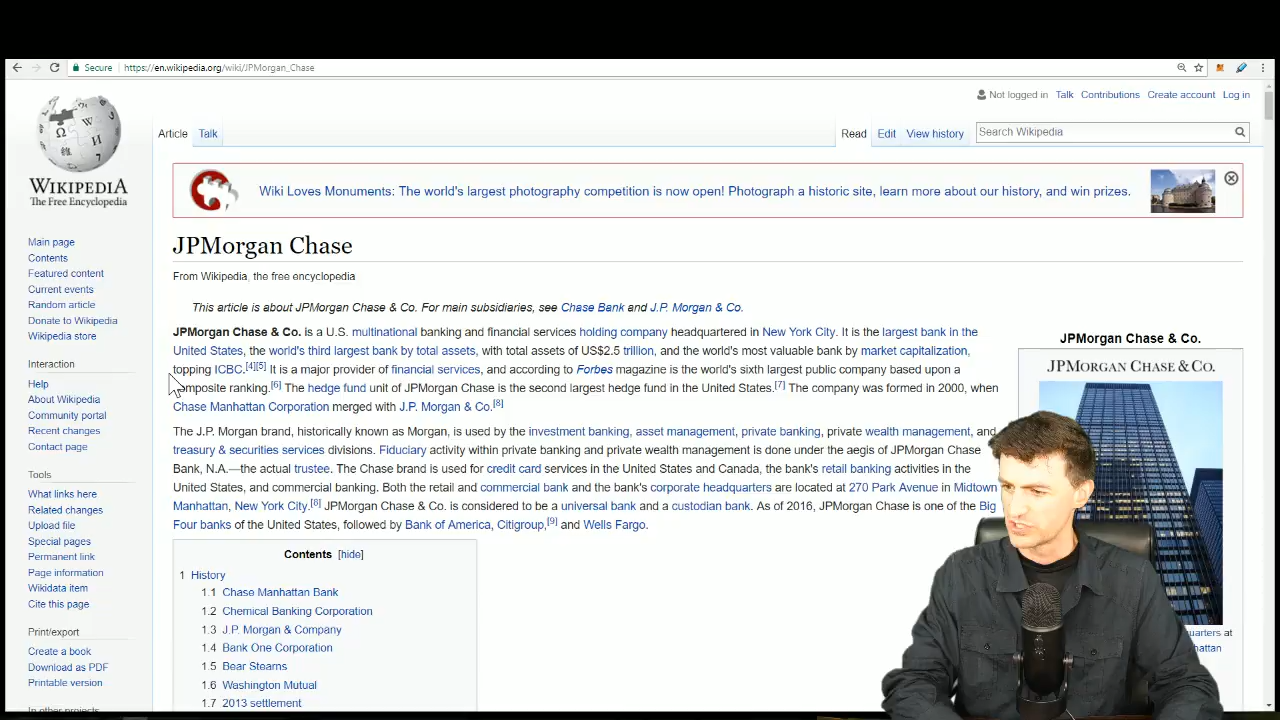 Secure https://en.wikipedia.org/wiki/JPMorgan_Chase
Not logged in Talk Contributions Create account Log in
Article Talk
Read Edit View history Search Wikipedia
WIKIPEDIA
The Free Encyclopedia
Main page
Contents
Featured content
Current events
Random article
Donate to Wikipedia
Wikipedia store
Interaction
Help
About Wikipedia
Community portal
Recent changes
Contact page
Tools
What links here
Related changes
Upload file
Special pages
Permanent link
Page information
Wikidata item
Cite this page
Print/export
Create a book
Download as PDF
Printable version
In other projects
Wiki Loves Monuments: The world's largest photography competition is now open! Photograph a historic site, learn more about our history, and win prizes.
JPMorgan Chase
From Wikipedia, the free encyclopedia
This article is about JPMorgan Chase & Co. For main subsidiaries, see Chase Bank and J.P. Morgan & Co.
JPMorgan Chase & Co. is a U.S. multinational banking and financial services holding company headquartered in New York City. It is the largest bank in the
United States, the world's third largest bank by total assets, with total assets of US$2.5 trillion, and the world's most valuable bank by market capitalization,
topping ICBC.[4][5] It is a major provider of financial services, and according to Forbes magazine is the world's sixth largest public company based upon a
composite ranking.[6] The hedge fund unit of JPMorgan Chase is the second largest hedge fund in the United States.[7] The company was formed in 2000, when
Chase Manhattan Corporation merged with J.P. Morgan & Co.[8]
The J.P. Morgan brand, historically known used by the investment banking, asset management, private banking, management, and
treasury & securities services divisions. Fiduciary within private banking and private wealth management is done under the aegis of JPMorgan Chase
Bank, N.A.—the actual trustee. The Chase brand is used for credit card services in the United States and Canada, the bank's retail banking activities in the
United States, and commercial banking. Both the commercial bank and the bank's corporate headquarters are located at 270 Park Avenue in Midtown
Manhattan, New York City. JPMorgan Chase & Co. is considered to be a universal bank and a custodian bank. As of 2016, JPMorgan Chase is one of the Big
Four banks of the United States, followed by Bank of America, Citigroup,[9] and Wells Fargo.
Contents [hide]
1 History
1.1 Chase Manhattan Bank
1.2 Chemical Banking Corporation
1.3 J.P. Morgan & Company
1.4 Bank One Corporation
1.5 Bear Stearns
1.6 Washington Mutual
1.7 2013 settlement
JPMorgan Chase & Co.
JPMORGAN CHASE & CO.